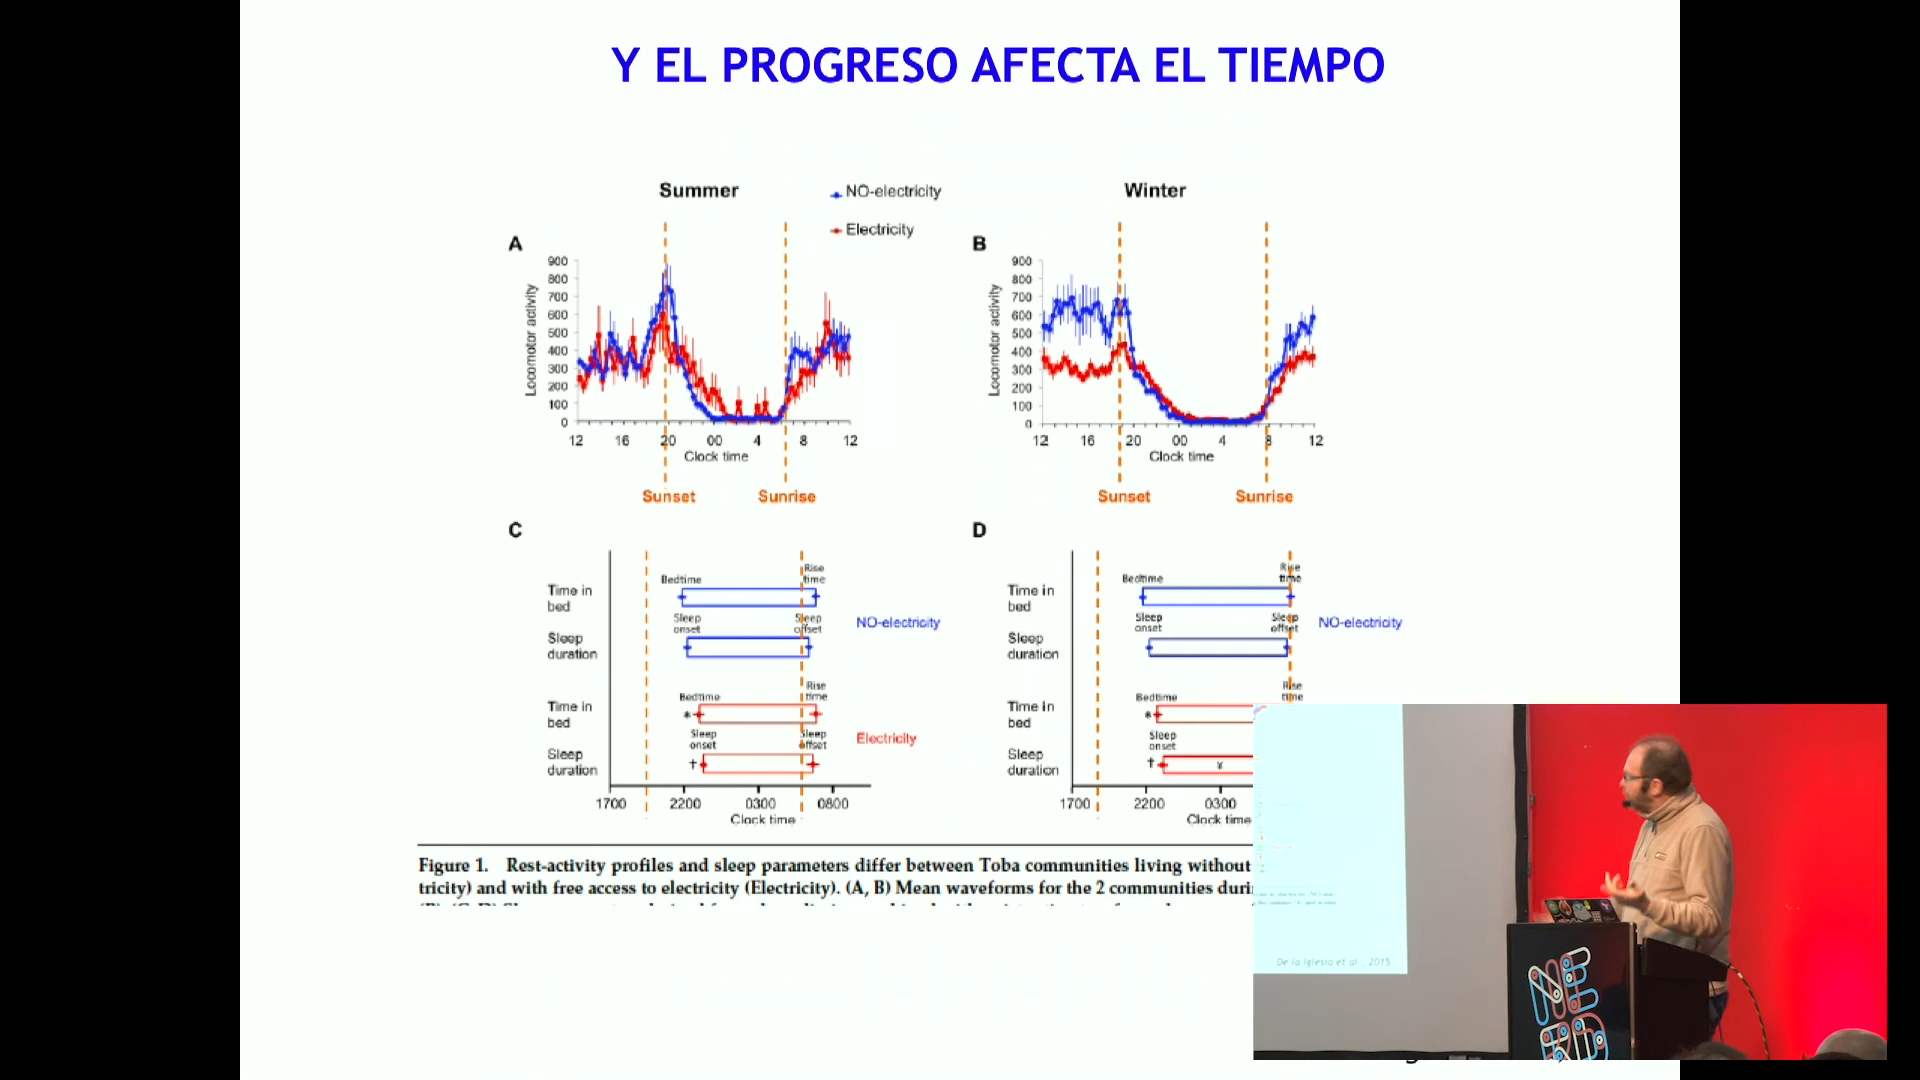 Y EL PROGRESO AFECTA EL TIEMPO
Summer
NO-electricity
Electricity
Winter
A
B
900
800
700
600
500
400
300
200
100
0
Locomotor activity
12 16 20 00 4 8 12
Clock time
Sunset Sunrise
900
800
700
600
500
400
300
200
100
0
Locomotor activity
12 16 20 00 4 8 12
Clock time
Sunset Sunrise
C
Time in bed
Bedtime
Rise time
Sleep duration
Sleep onset
Sleep offset
NO-electricity
Time in bed
Bedtime
Rise time
Sleep duration
Sleep onset
Sleep offset
Electricity
1700 2200 0300 0800
Clock time
D
Time in bed
Bedtime
Rise time
Sleep duration
Sleep onset
Sleep offset
NO-electricity
Time in bed
Bedtime
Rise time
Sleep duration
Sleep onset
1700 2200 0300
Clock time
Figure 1. Rest-activity profiles and sleep parameters differ between Toba communities living without
tricity) and with free access to electricity (Electricity). (A, B) Mean waveforms for the 2 communities duri
De la Iglesia et al., 2015
NERD